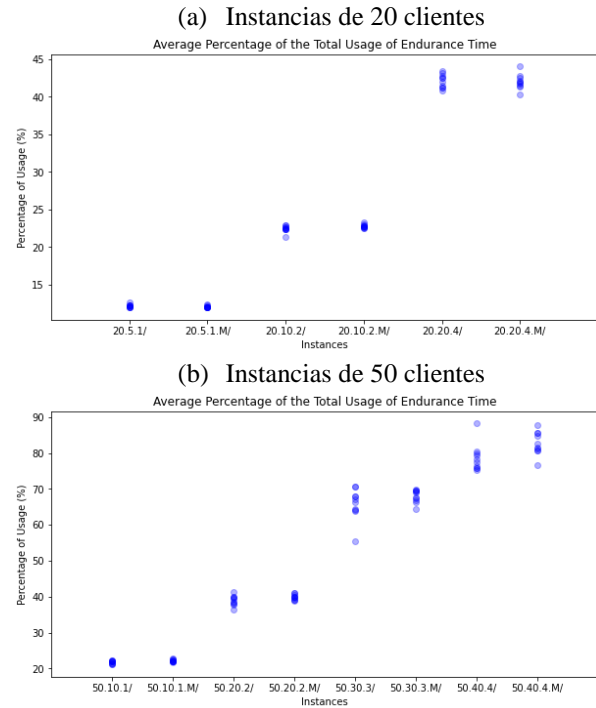 (a) Instancias de 20 clientes
Average Percentage of the Total Usage of Endurance Time
45
40
35
30
25
20
15
Percentage of Usage (%)
20.5.1/ 20.5.1.M/ 20.10.2/ 20.10.2.M/ 20.20.4/ 20.20.4.M/
Instances
(b) Instancias de 50 clientes
Average Percentage of the Total Usage of Endurance Time
90
80
70
60
50
40
30
20
Percentage of Usage (%)
50.10.1/ 50.10.1.M/ 50.20.2/ 50.20.2.M/ 50.30.3/ 50.30.3.M/ 50.40.4/ 50.40.4.M/
Instances